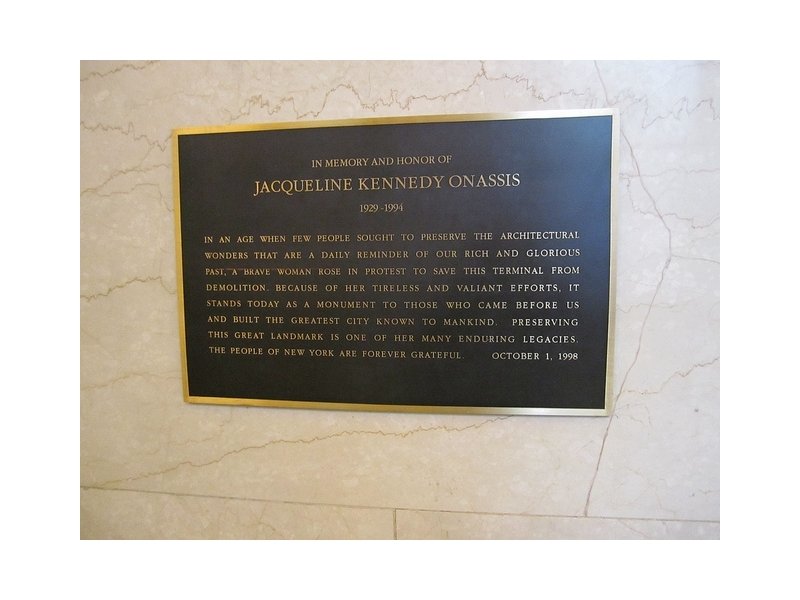 IN MEMORY AND HONOR OF
JACQUELINE KENNEDY ONASSIS
1929-1994
IN AN AGE WHEN FEW PEOPLE SOUGHT TO PRESERVE THE ARCHITECTURAL
WONDERS THAT ARE A DAILY REMINDER OF OUR RICH AND GLORIOUS
PAST, A BRAVE WOMAN ROSE IN PROTEST TO SAVE THIS TERMINAL FROM
DEMOLITION. BECAUSE OF HER TIRELESS AND VALIANT EFFORTS, IT
STANDS TODAY AS A MONUMENT TO THOSE WHO CAME BEFORE US
AND BUILT THE GREATEST CITY KNOWN TO MANKIND. PRESERVING
THIS GREAT LANDMARK IS ONE OF HER MANY ENDURING LEGACIES.
THE PEOPLE OF NEW YORK ARE FOREVER GRATEFUL. OCTOBER 1, 1998